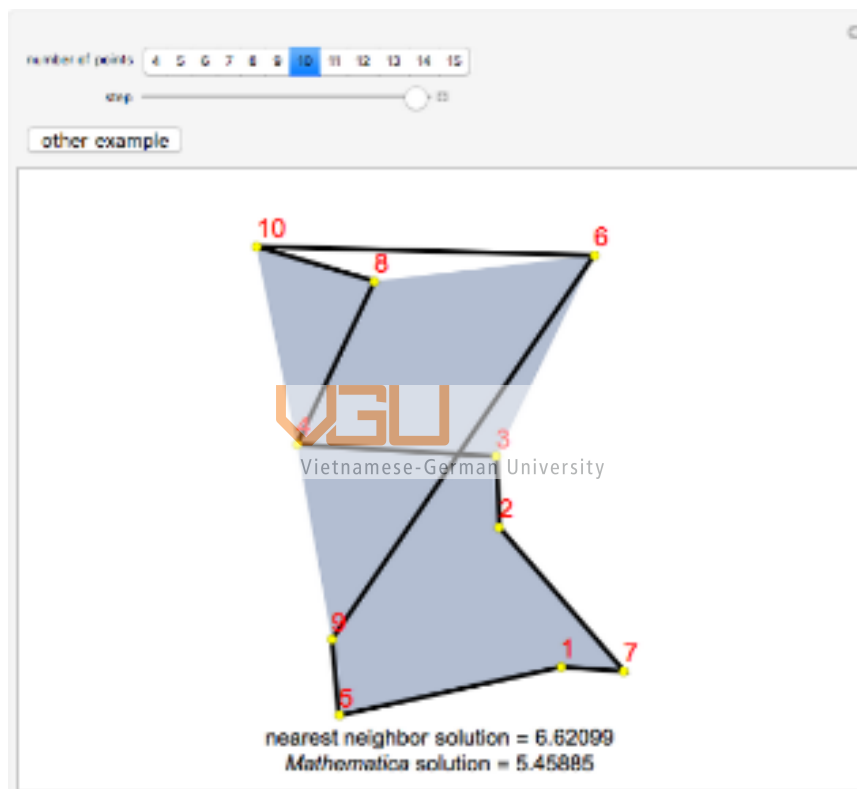 number of points 4 5 6 7 8 9 10 11 12 13 14 15
step
other example
10
6
8
4
3
VGU
Vietnamese-German University
2
9
1
7
5
nearest neighbor solution = 6.62099
Mathematica solution = 5.45885